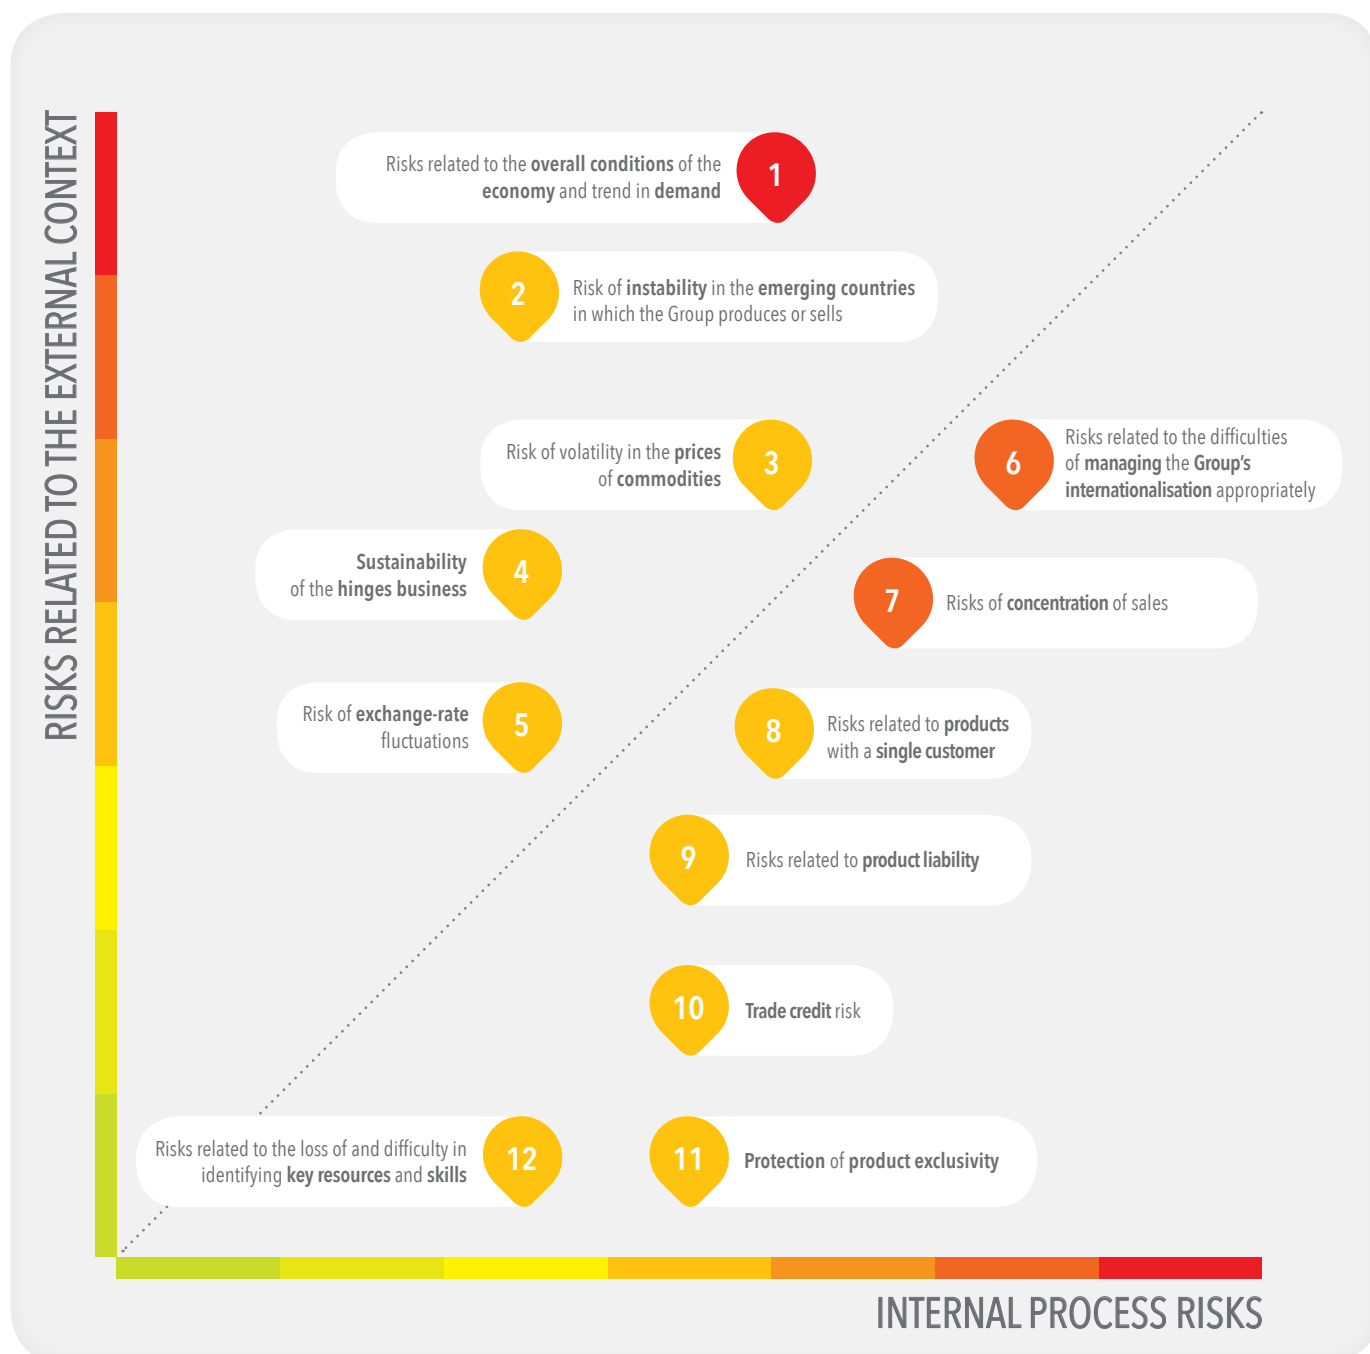 RISKS RELATED TO THE EXTERNAL CONTEXT
Risks related to the overall conditions of the
economy and trend in demand
1
2
Risk of instability in the emerging countries
in which the Group produces or sells
Risk of volatility in the prices
of commodities
3
6
Risks related to the difficulties
of managing the Group's
internationalisation appropriately
Sustainability
of the hinges business
4
7
Risks of concentration of sales
Risk of exchange-rate
fluctuations
5
8
Risks related to products
with a single customer
9
Risks related to product liability
10
Trade credit risk
Risks related to the loss of and difficulty in
identifying key resources and skills
12
11
Protection of product exclusivity
INTERNAL PROCESS RISKS